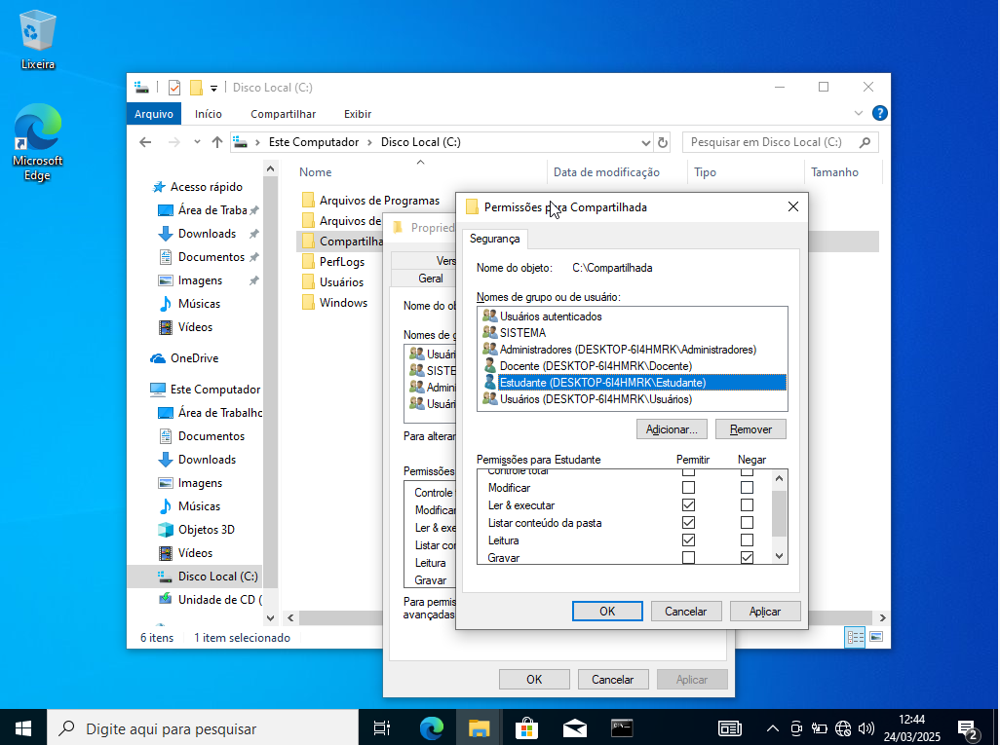 Lixeira
Microsoft
Edge
Disco Local (C:)
Arquivo Início Compartilhar Exibir
Este Computador Disco Local (C:)
Pesquisar em Disco Local (C:)
Acesso rápido
Área de Traba
Downloads
Documentos
Imagens
Músicas
Vídeos
OneDrive
Este Computador
Área de Trabalho
Documentos
Downloads
Imagens
Músicas
Objetos 3D
Vídeos
Disco Local (C:)
Unidade de CD (
Nome Data de modificação Tipo Tamanho
Arquivos de Programas
Arquivos de
Compartilha
PerfLogs
Usuários
Windows
6 itens 1 item selecionado
Propried
Vers
Geral
Nome do ob
Nomes de g
Usuári
SISTE
Admini
Usuári
Para alterar
Permissões
Controle
Modificar
Ler & exe
Listar con
Leitura
Gravar
Para permis
avançadas
OK Cancelar Aplicar
Permissões para Compartilhada
Segurança
Nome do objeto: C:\Compartilhada
Nomes de grupo ou de usuário:
Usuários autenticados
SISTEMA
Administradores (DESKTOP-6I4HMRK\Administradores)
Docente (DESKTOP-6I4HMRK\Docente)
Estudante (DESKTOP-6I4HMRK\Estudante)
Usuários (DESKTOP-6I4HMRK\Usuários)
Adicionar... Remover
Permissões para Estudante Permitir Negar
Controle total
Modificar
Ler & executar
Listar conteúdo da pasta
Leitura
Gravar
OK Cancelar Aplicar
Digite aqui para pesquisar
12:44
24/03/2025
2